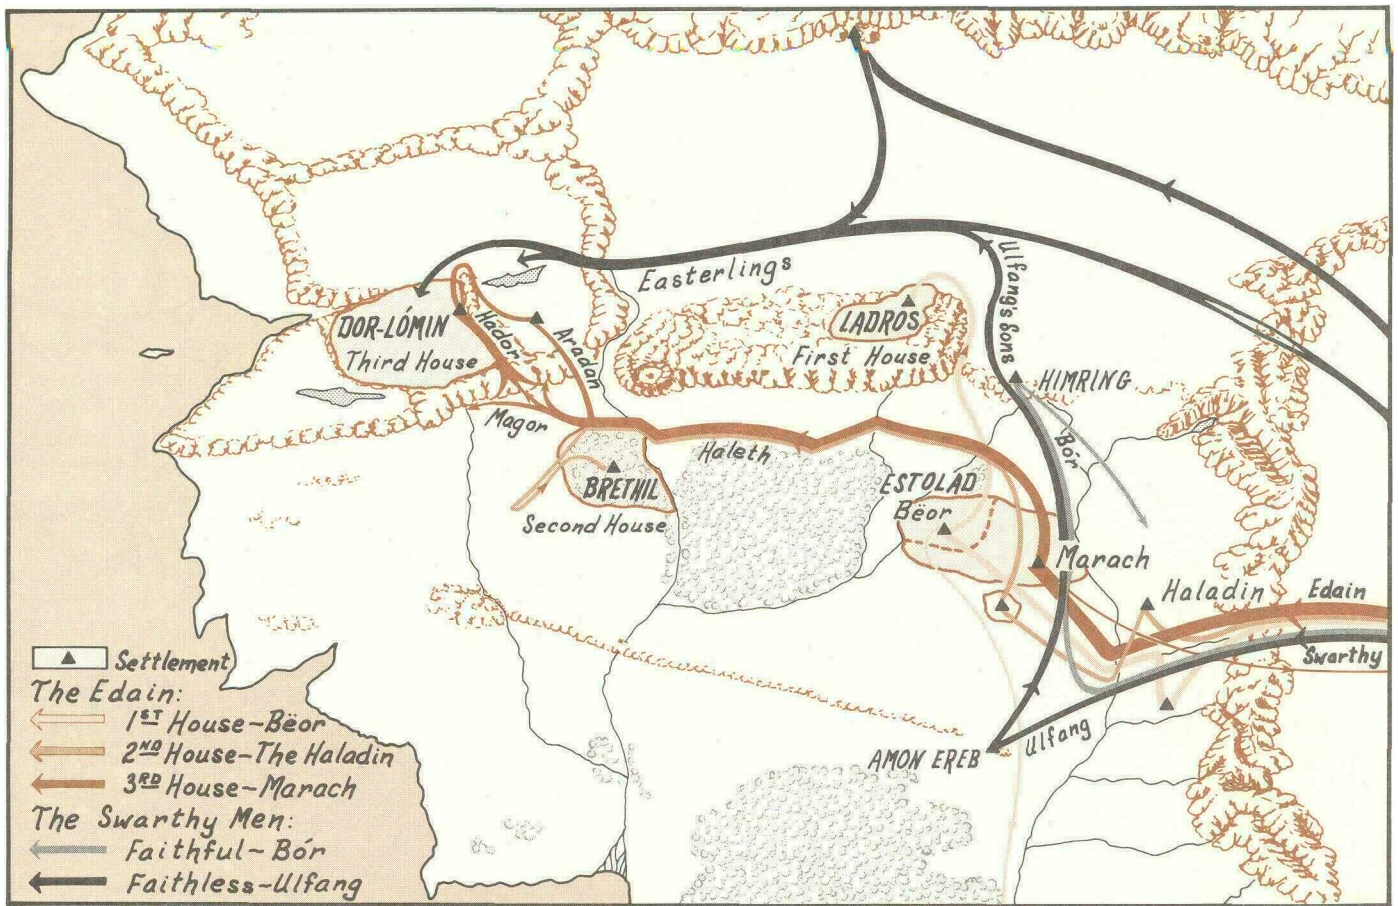 Easterlings
Ulfang's Sons
DOR-LÓMIN
Third House
Hador
Aradan
LADROS
First House
HIMRING
Magor
Haleth
Bór
BRETHIL
Second House
ESTOLAD
Bëor
Marach
Haladin
Edain
Swarthy
Ulfang
AMON EREB
Settlement
The Edain:
1ST House~Bëor
2ND House~The Haladin
3RD House~Marach
The Swarthy Men:
Faithful~Bór
Faithless~Ulfang